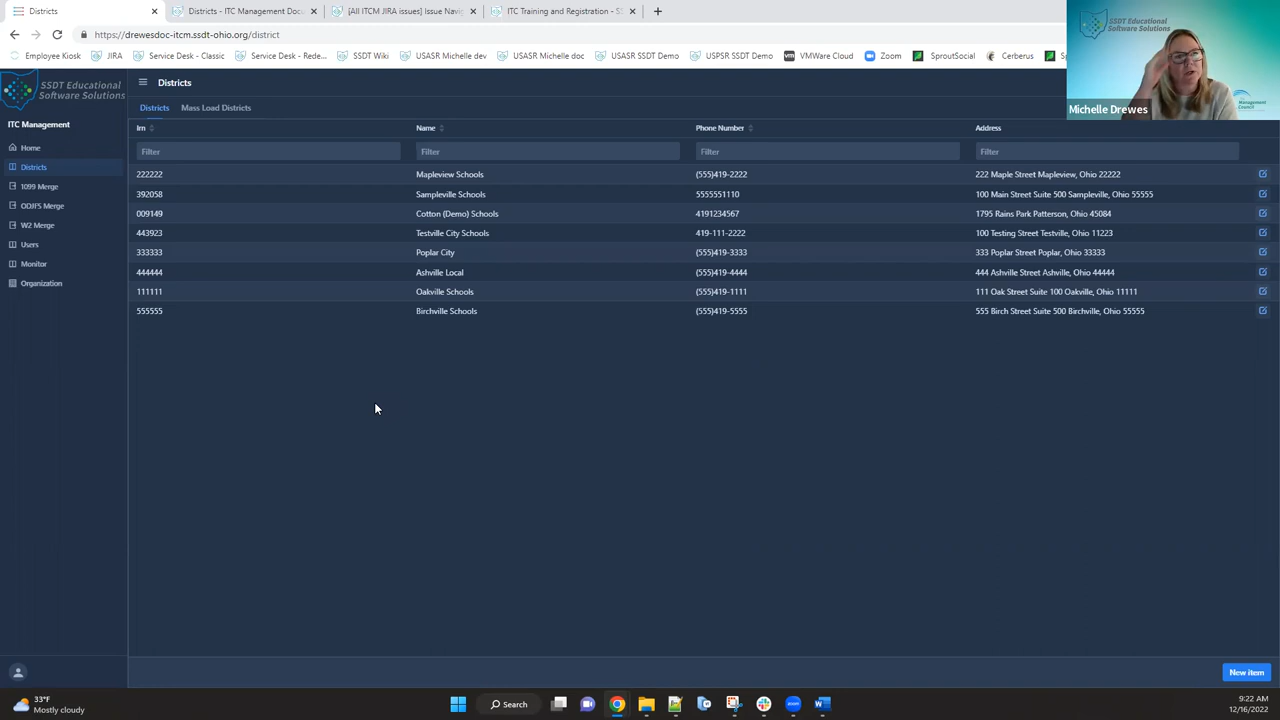 Districts
Districts - ITC Management Docu
[All ITCM JIRA issues] Issue Navig
ITC Training and Registration - S
https://drewesdoc-itcm.ssdt-ohio.org/district
Employee Kiosk
JIRA
Service Desk - Classic
Service Desk - Rede...
SSDT Wiki
USASR Michelle dev
USPSR Michelle doc
USASR SSDT Demo
USPSR SSDT Demo
VMWare Cloud
Zoom
SproutSocial
Cerberus
SSDT Educational
Software Solutions
Management
Council
Michelle Drewes
SSDT Educational
Software Solutions
ITC Management
Home
Districts
1099 Merge
ODJFS Merge
W2 Merge
Users
Monitor
Organization
Districts
Districts Mass Load Districts
Irn Name Phone Number Address
Filter Filter Filter Filter
222222 Mapleview Schools (555)419-2222 222 Maple Street Mapleview, Ohio 22222
392058 Sampleville Schools 5555551110 100 Main Street Suite 500 Sampleville, Ohio 55555
009149 Cotton (Demo) Schools 4191234567 1795 Rains Park Patterson, Ohio 45084
443923 Testville City Schools 419-111-2222 100 Testing Street Testville, Ohio 11223
333333 Poplar City (555)419-3333 333 Poplar Street Poplar, Ohio 33333
444444 Ashville Local (555)419-4444 444 Ashville Street Ashville, Ohio 44444
111111 Oakville Schools (555)419-1111 111 Oak Street Suite 100 Oakville, Ohio 11111
555555 Birchville Schools (555)419-5555 555 Birch Street Suite 500 Birchville, Ohio 55555
New item
33°F
Mostly cloudy
Search
zoom
9:22 AM
12/16/2022